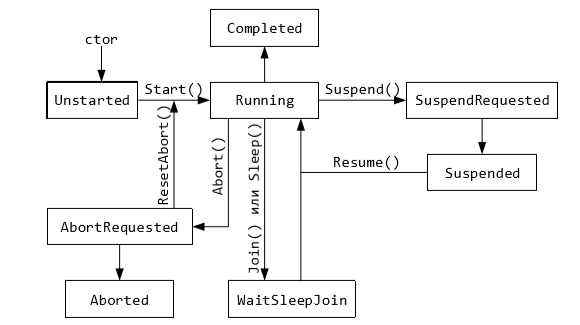 Completed
ctor
Unstarted
Start()
Running
Suspend()
SuspendRequested
ResetAbort()
Abort()
Join() или Sleep()
Resume()
Suspended
AbortRequested
Aborted
WaitSleepJoin